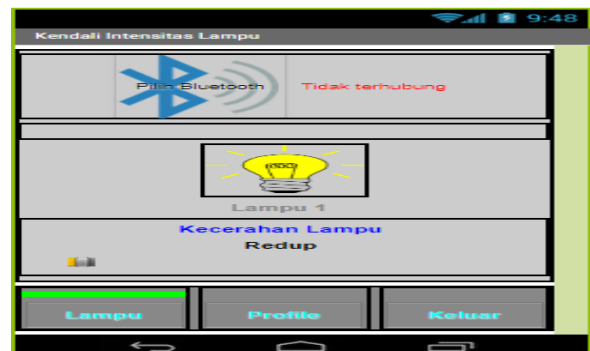 9:48
Kendali Intensitas Lampu
Pilih Bluetooth Tidak terhubung
Lampu 1
Kecerahan Lampu
Redup
Lampu Profile Keluar